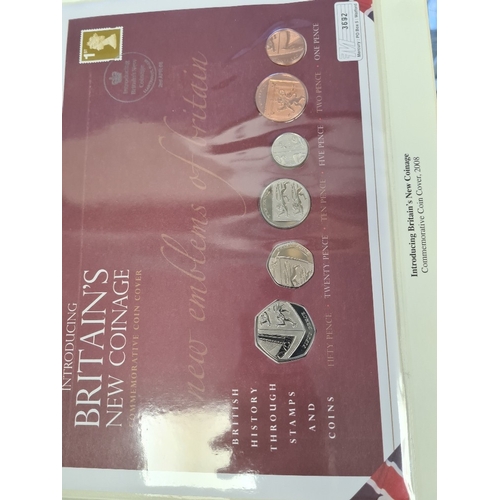 INTRODUCING
BRITAIN'S
NEW COINAGE
COMMEMORATIVE COIN COVER
new emblems of britain
1st
FIFTY PENCE • TWENTY PENCE • TEN PENCE • FIVE PENCE • TWO PENCE • ONE PENCE
BRITISH
HISTORY
THROUGH
STAMPS
AND
COINS
3692
Introducing Britain's New Coinage
Commemorative Coin Cover, 2008